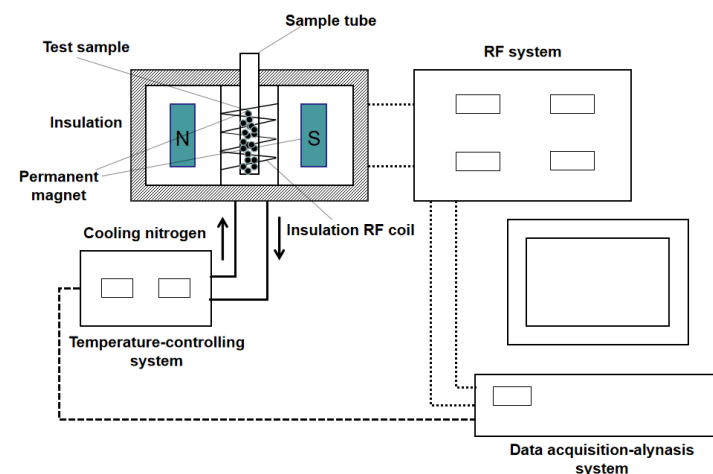 Sample tube
Test sample
RF system
Insulation
N
S
Permanent
magnet
Cooling nitrogen
Insulation RF coil
Temperature-controlling
system
Data acquisition-alynasis
system